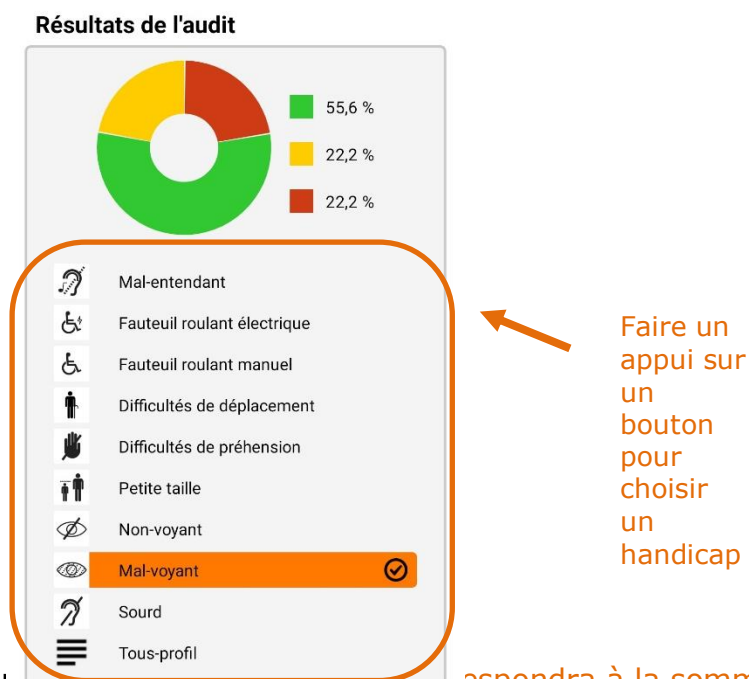 Résultats de l'audit
55,6 %
22,2 %
22,2 %
Mal-entendant
Fauteuil roulant électrique
Fauteuil roulant manuel
Difficultés de déplacement
Difficultés de préhension
Petite taille
Non-voyant
Mal-voyant
Sourd
Tous-profil
Faire un
appui sur
un
bouton
pour
choisir
un
handicap
à la